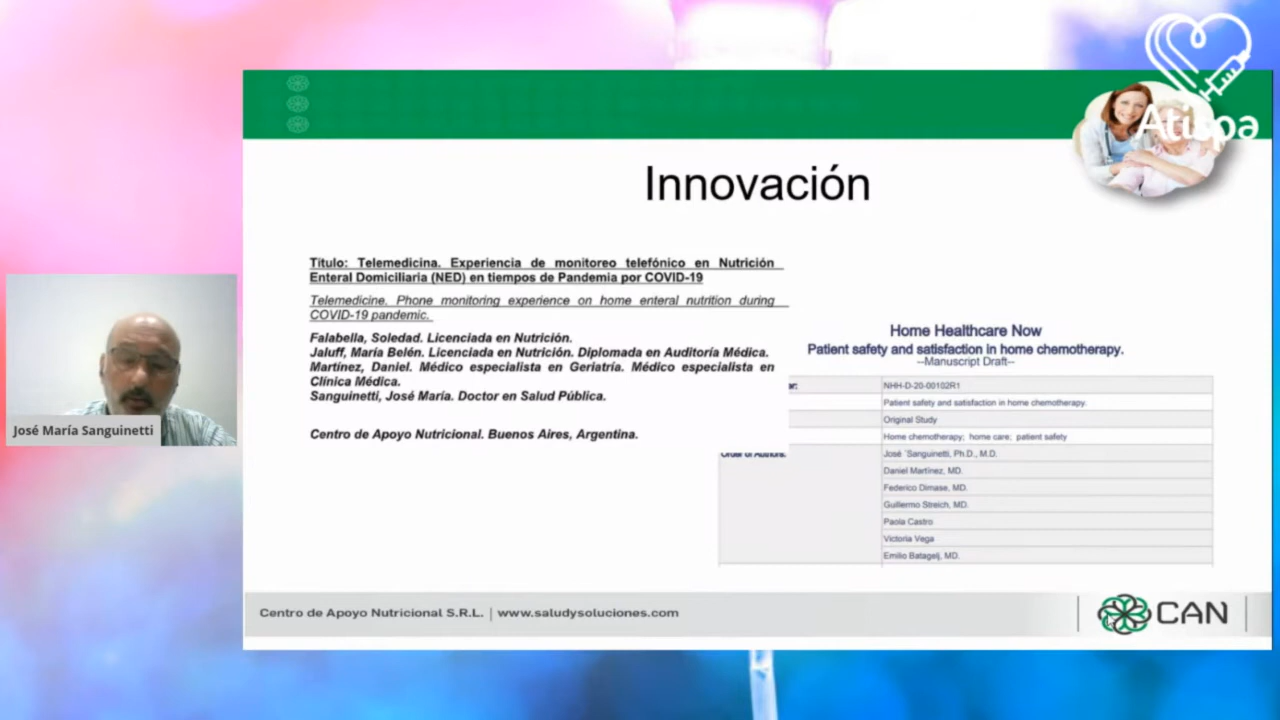 Atispa
Innovación
Título: Telemedicina. Experiencia de monitoreo telefónico en Nutrición
Enteral Domiciliaria (NED) en tiempos de Pandemia por COVID-19
Telemedicine. Phone monitoring experience on home enteral nutrition during
COVID-19 pandemic.
Falabella, Soledad. Licenciada en Nutrición.
Jaluff, María Belén. Licenciada en Nutrición. Diplomada en Auditoría Médica.
Martínez, Daniel. Médico especialista en Geriatría. Médico especialista en
Clínica Médica.
Sanguinetti, José María. Doctor en Salud Pública.
Centro de Apoyo Nutricional. Buenos Aires, Argentina.
Home Healthcare Now
Patient safety and satisfaction in home chemotherapy.
--Manuscript Draft--
NHH-D-20-00102R1
Patient safety and satisfaction in home chemotherapy.
Original Study
Home chemotherapy; home care; patient safety
Order of Authors: José ´Sanguinetti, Ph.D., M.D.
Daniel Martínez, MD.
Federico Dimase, MD.
Guillermo Streich, MD.
Paola Castro
Victoria Vega
Emilio Batagelj, MD.
José María Sanguinetti
Centro de Apoyo Nutricional S.R.L. | www.saludysoluciones.com
CAN